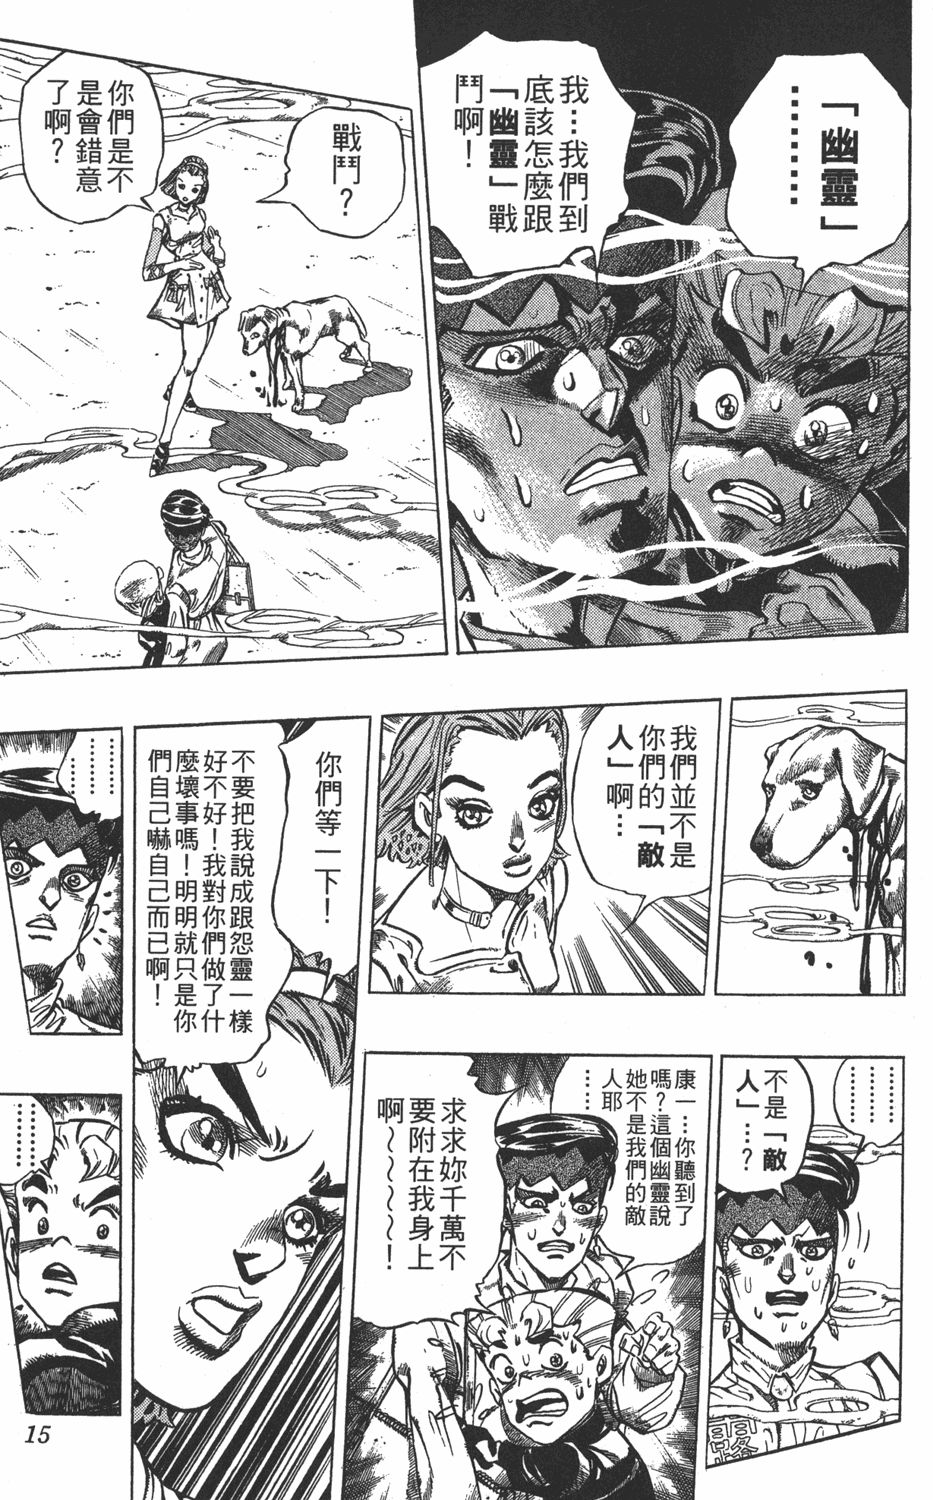 「幽靈」
…………
我…我們到
底該怎麼跟
「幽靈」戰
鬥啊！
戰鬥？
你們是不
是會錯意
了啊？
我們並不是
你們的「敵
人」啊…
你們等一下！
不要把我說成跟怨靈一樣
好不好！我對你們做了什
麼壞事嗎！明明就只是你
們自己嚇自己而已啊！
………
………
………
………
不是「敵
人」…？
康一…你聽到了
嗎？這個幽靈說
她不是我們的敵
人耶
求求妳千萬不
要附在我身上
啊～～～～！
………
………
露
15